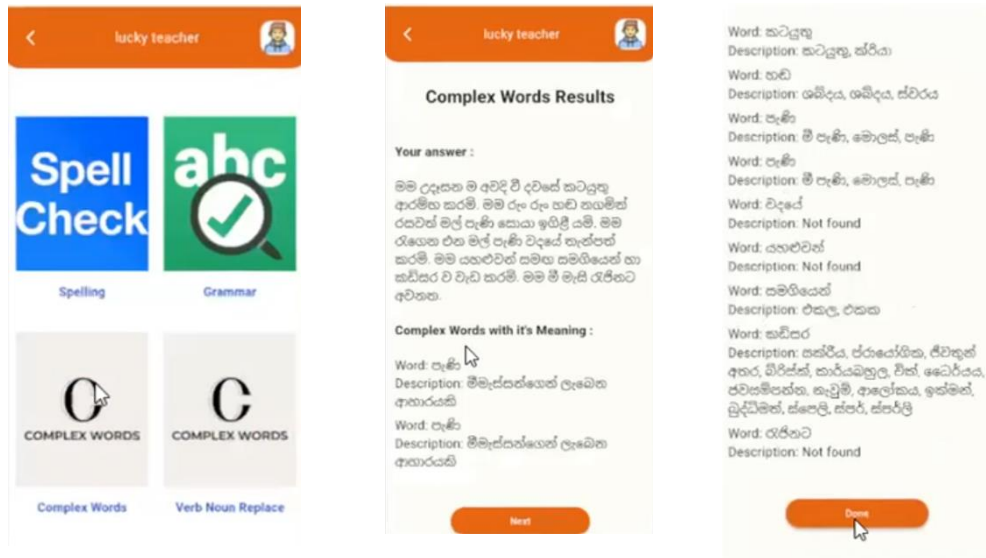 lucky teacher
Spell
Check
abc
Spelling
Grammar
C
COMPLEX WORDS
C
COMPLEX WORDS
Complex Words
Verb Noun Replace
lucky teacher
Complex Words Results
Your answer :
මම උදෑසන ම අවදි වී දවසේ කටයුතු
ආරම්භ කරමි. මම රුං රුං හඬ නගමින්
රසවත් මල් පැණි සොයා ඉගිළී යමි. මම
රැගෙන එන මල් පැණි වදයේ තැන්පත්
කරමි. මම යහළුවන් සමඟ සමගියෙන් හා
කඩිසර ව වැඩ කරමි. මම මී මැසි රැජිනට
අවනත.
Complex Words with it's Meaning :
Word: පැණි
Description: මීමැස්සන්ගෙන් ලැබෙන
ආහාරයකි
Word: පැණි
Description: මීමැස්සන්ගෙන් ලැබෙන
ආහාරයකි
Next
Word: කටයුතු
Description: කටයුතු, ක්රියා
Word: හඬ
Description: ශබ්දය, ශබ්දය, ස්වරය
Word: පැණි
Description: මී පැණි, මොලස්, පැණි
Word: පැණි
Description: මී පැණි, මොලස්, පැණි
Word: වදයේ
Description: Not found
Word: යහළුවන්
Description: Not found
Word: සමගියෙන්
Description: එකල, එකක
Word: කඩිසර
Description: සක්රීය, ප්රායෝගික, ජීවතුන්
අතර, බ්රිස්ක්, කාර්යබහුල, වික්, ධෛර්යය,
ජවසම්පන්න, නැවුම්, ආලෝකය, ඉක්මන්,
බුද්ධිමත්, ස්පෙලි, ස්පර්, ස්පර්ලි
Word: රැජිනට
Description: Not found
Done